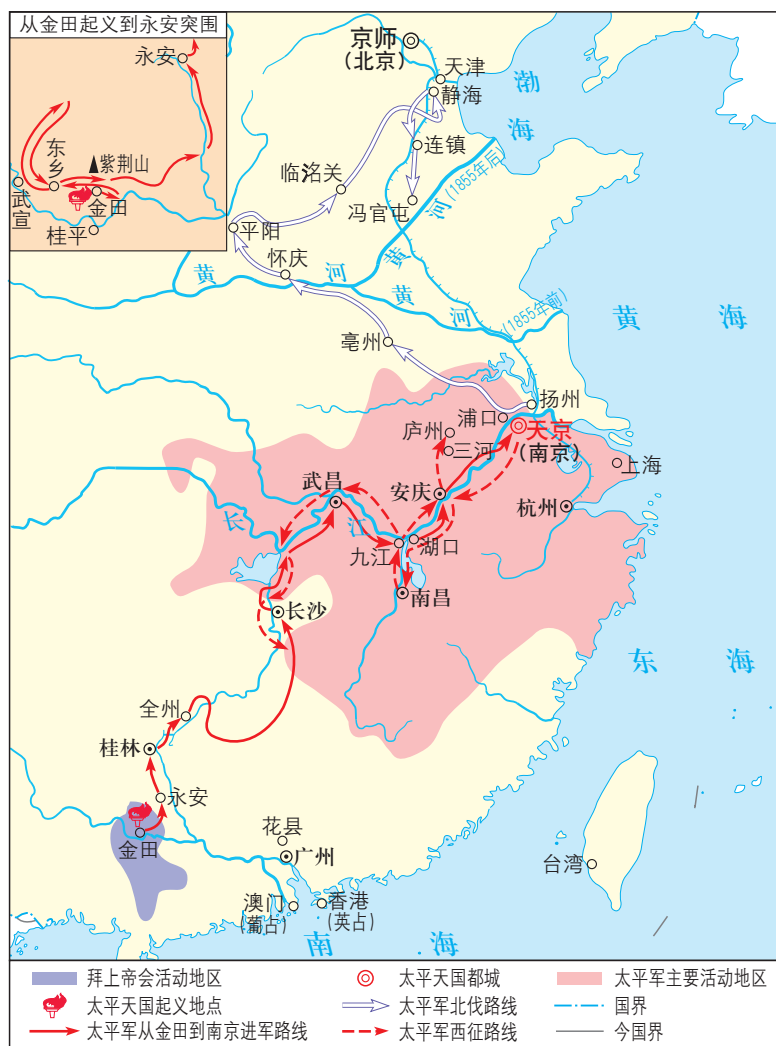 从金田起义到永安突围
永安
东乡
紫荆山
武宣
金田
桂平
京师
(北京)
天津
静海
渤海
连镇
临洺关
冯官屯
黄河
(1855年后)
平阳
怀庆
黄河
黄河
(1855年前)
黄海
亳州
扬州
浦口
庐州
天京
(南京)
三河
上海
武昌
安庆
杭州
长江
九江
湖口
南昌
长沙
东海
全州
桂林
永安
金田
花县
广州
台湾
澳门
(葡占)
香港
(英占)
南海
拜上帝会活动地区
太平天国都城
太平军主要活动地区
太平天国起义地点
太平军北伐路线
国界
太平军从金田到南京进军路线
太平军西征路线
今国界